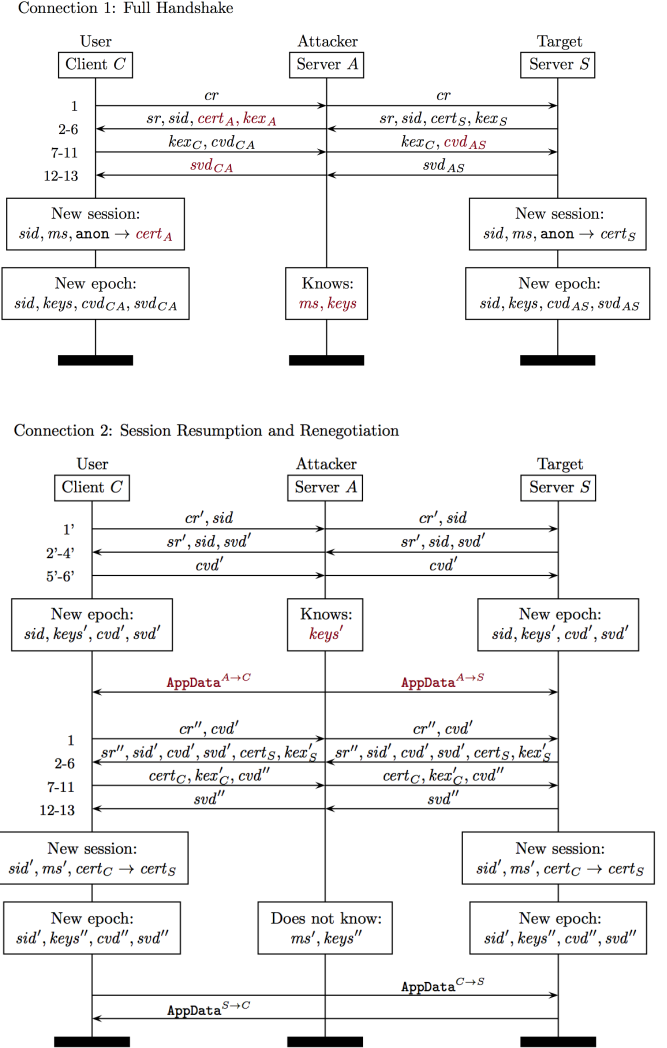 Connection 1: Full Handshake
User Attacker Target
Client C Server A Server S
1 cr cr
2-6 sr, sid, cert_A, kex_A sr, sid, cert_S, kex_S
7-11 kex_C, cvd_CA kex_C, cvd_AS
12-13 svd_CA svd_AS
New session: New session:
sid, ms, anon → cert_A sid, ms, anon → cert_S
New epoch: Knows: New epoch:
sid, keys, cvd_CA, svd_CA ms, keys sid, keys, cvd_AS, svd_AS
Connection 2: Session Resumption and Renegotiation
User Attacker Target
Client C Server A Server S
1' cr′, sid cr′, sid
2'-4' sr′, sid, svd′ sr′, sid, svd′
5'-6' cvd′ cvd′
New epoch: Knows: New epoch:
sid, keys′, cvd′, svd′ keys′ sid, keys′, cvd′, svd′
AppData^A→C AppData^A→S
1 cr″, cvd′ cr″, cvd′
2-6 sr″, sid′, cvd′, svd′, cert_S, kex′_S sr″, sid′, cvd′, svd′, cert_S, kex′_S
7-11 cert_C, kex′_C, cvd″ cert_C, kex′_C, cvd″
12-13 svd″ svd″
New session: New session:
sid′, ms′, cert_C → cert_S sid′, ms′, cert_C → cert_S
New epoch: Does not know: New epoch:
sid′, keys″, cvd″, svd″ ms′, keys″ sid′, keys″, cvd″, svd″
AppData^C→S
AppData^S→C